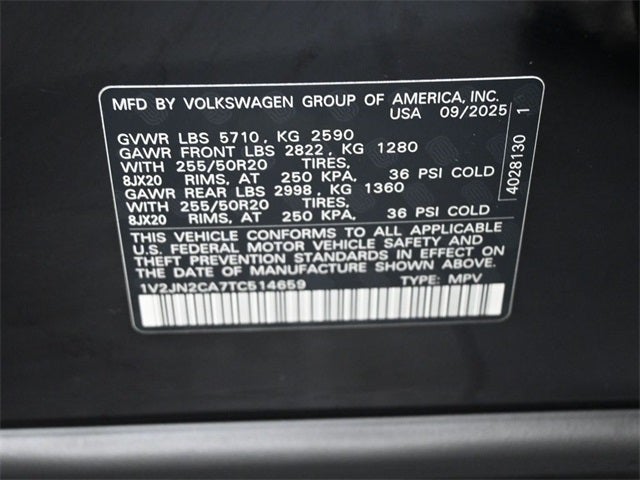 MFD BY VOLKSWAGEN GROUP OF AMERICA, INC.
USA 09/2025
GVWR LBS 5710, KG 2590
GAWR FRONT LBS 2822, KG 1280
WITH 255/50R20 TIRES,
8JX20 RIMS, AT 250 KPA, 36 PSI COLD
GAWR REAR LBS 2998, KG 1360
WITH 255/50R20 TIRES,
8JX20 RIMS, AT 250 KPA, 36 PSI COLD
THIS VEHICLE CONFORMS TO ALL APPLICABLE
U.S. FEDERAL MOTOR VEHICLE SAFETY AND
THEFT PREVENTION STANDARDS IN EFFECT ON
THE DATE OF MANUFACTURE SHOWN ABOVE.
1V2JN2CA7TC514659 TYPE: MPV
4028130 1